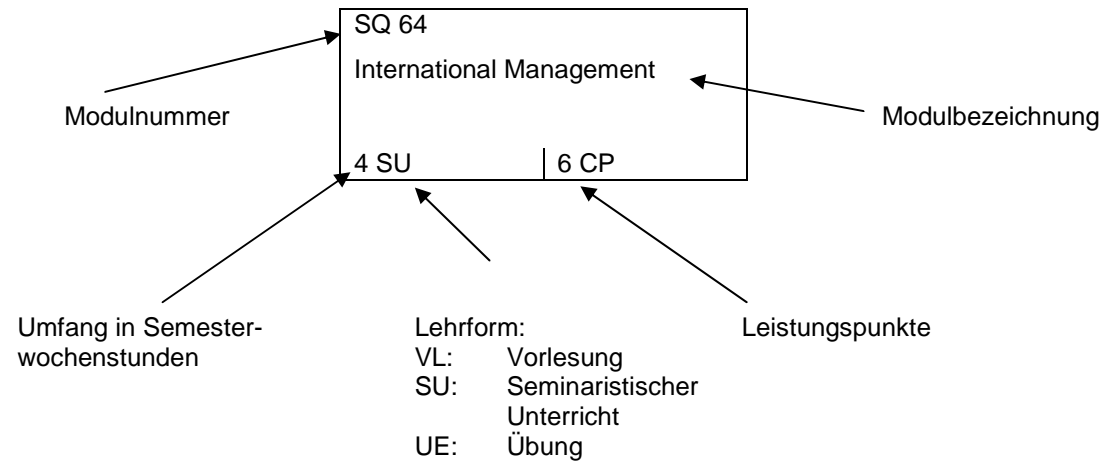 SQ 64
International Management
Modulnummer
Modulbezeichnung
4 SU
6 CP
Umfang in Semester-
wochenstunden
Lehrform:
VL: Vorlesung
SU: Seminaristischer
Unterricht
UE: Übung
Leistungspunkte